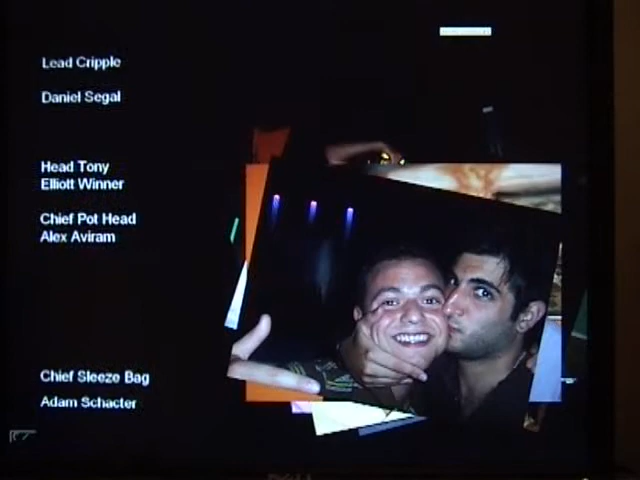 Lead Cripple
Daniel Segal
Head Tony
Elliott Winner
Chief Pot Head
Alex Aviram
Chief Sleeze Bag
Adam Schacter